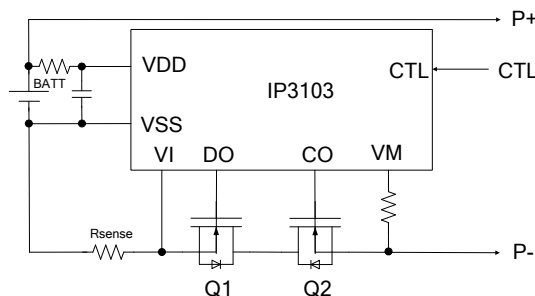 P+
VDD
CTL
CTL
BATT
IP3103
VSS
VI
DO
CO
VM
Rsense
P-
Q1
Q2